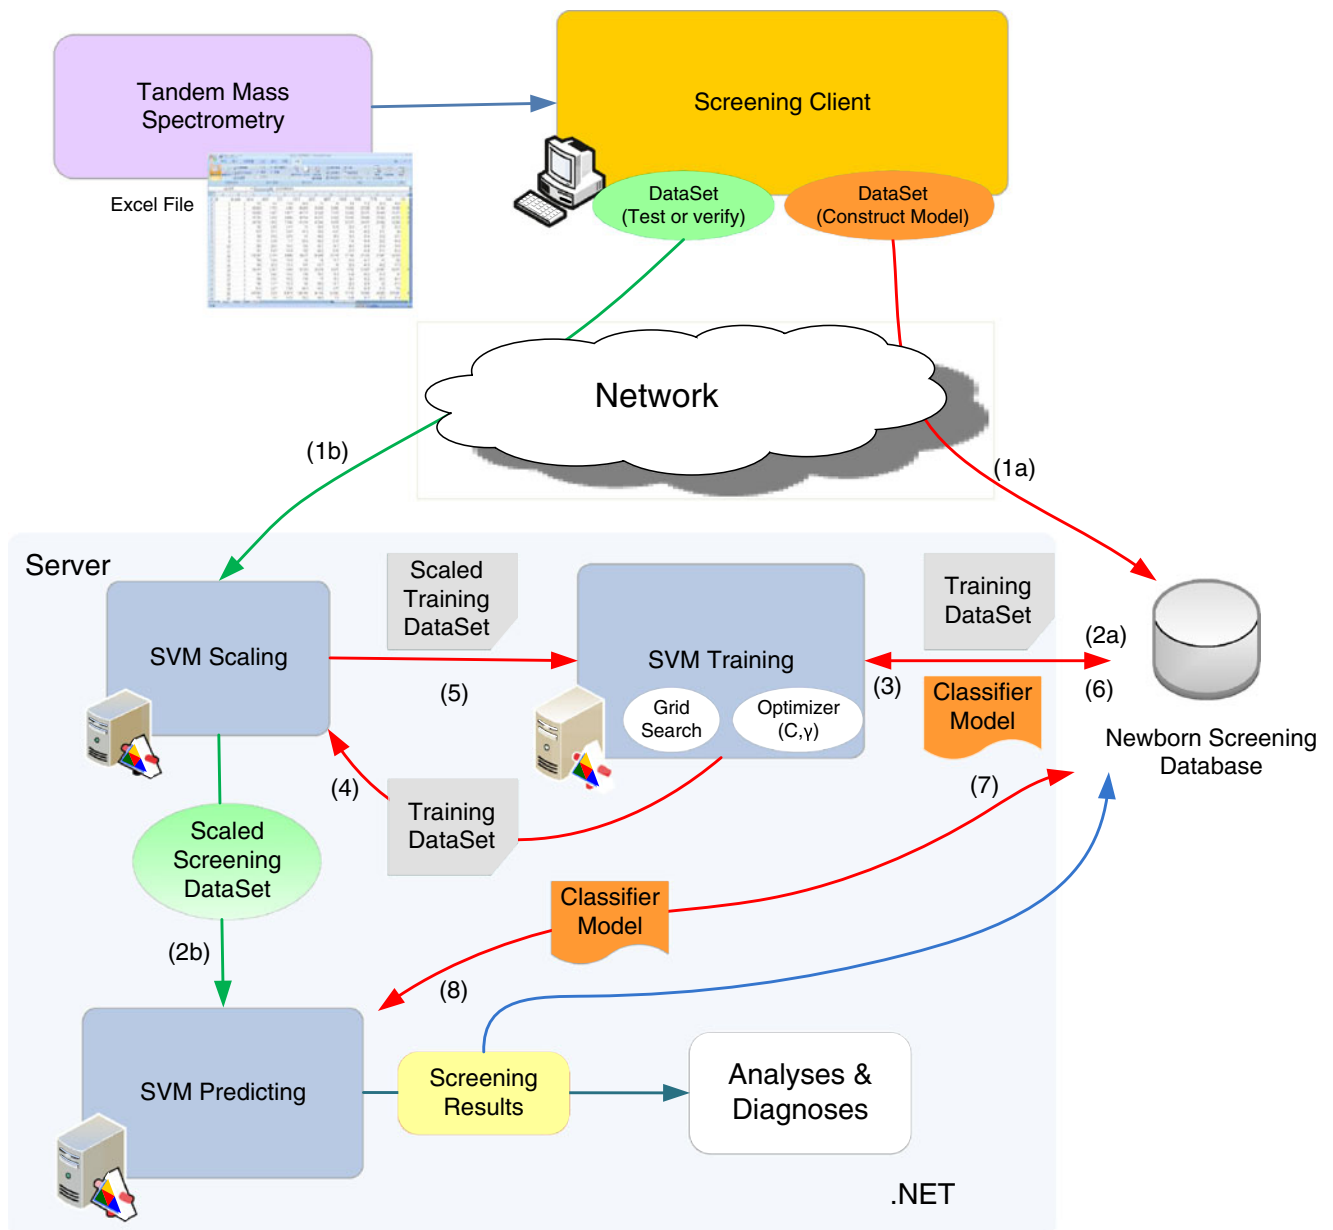 Tandem Mass
Spectrometry
Screening Client
Excel File
DataSet
(Test or verify)
DataSet
(Construct Model)
Network
(1b)
(1a)
Server
Scaled
Training
DataSet
Training
DataSet
SVM Scaling
SVM Training
(2a)
(5)
(3)
(6)
Grid
Search
Optimizer
(C,γ)
Classifier
Model
Newborn Screening
Database
(4)
(7)
Training
DataSet
Scaled
Screening
DataSet
Classifier
Model
(2b)
(8)
SVM Predicting
Screening
Results
Analyses &
Diagnoses
.NET